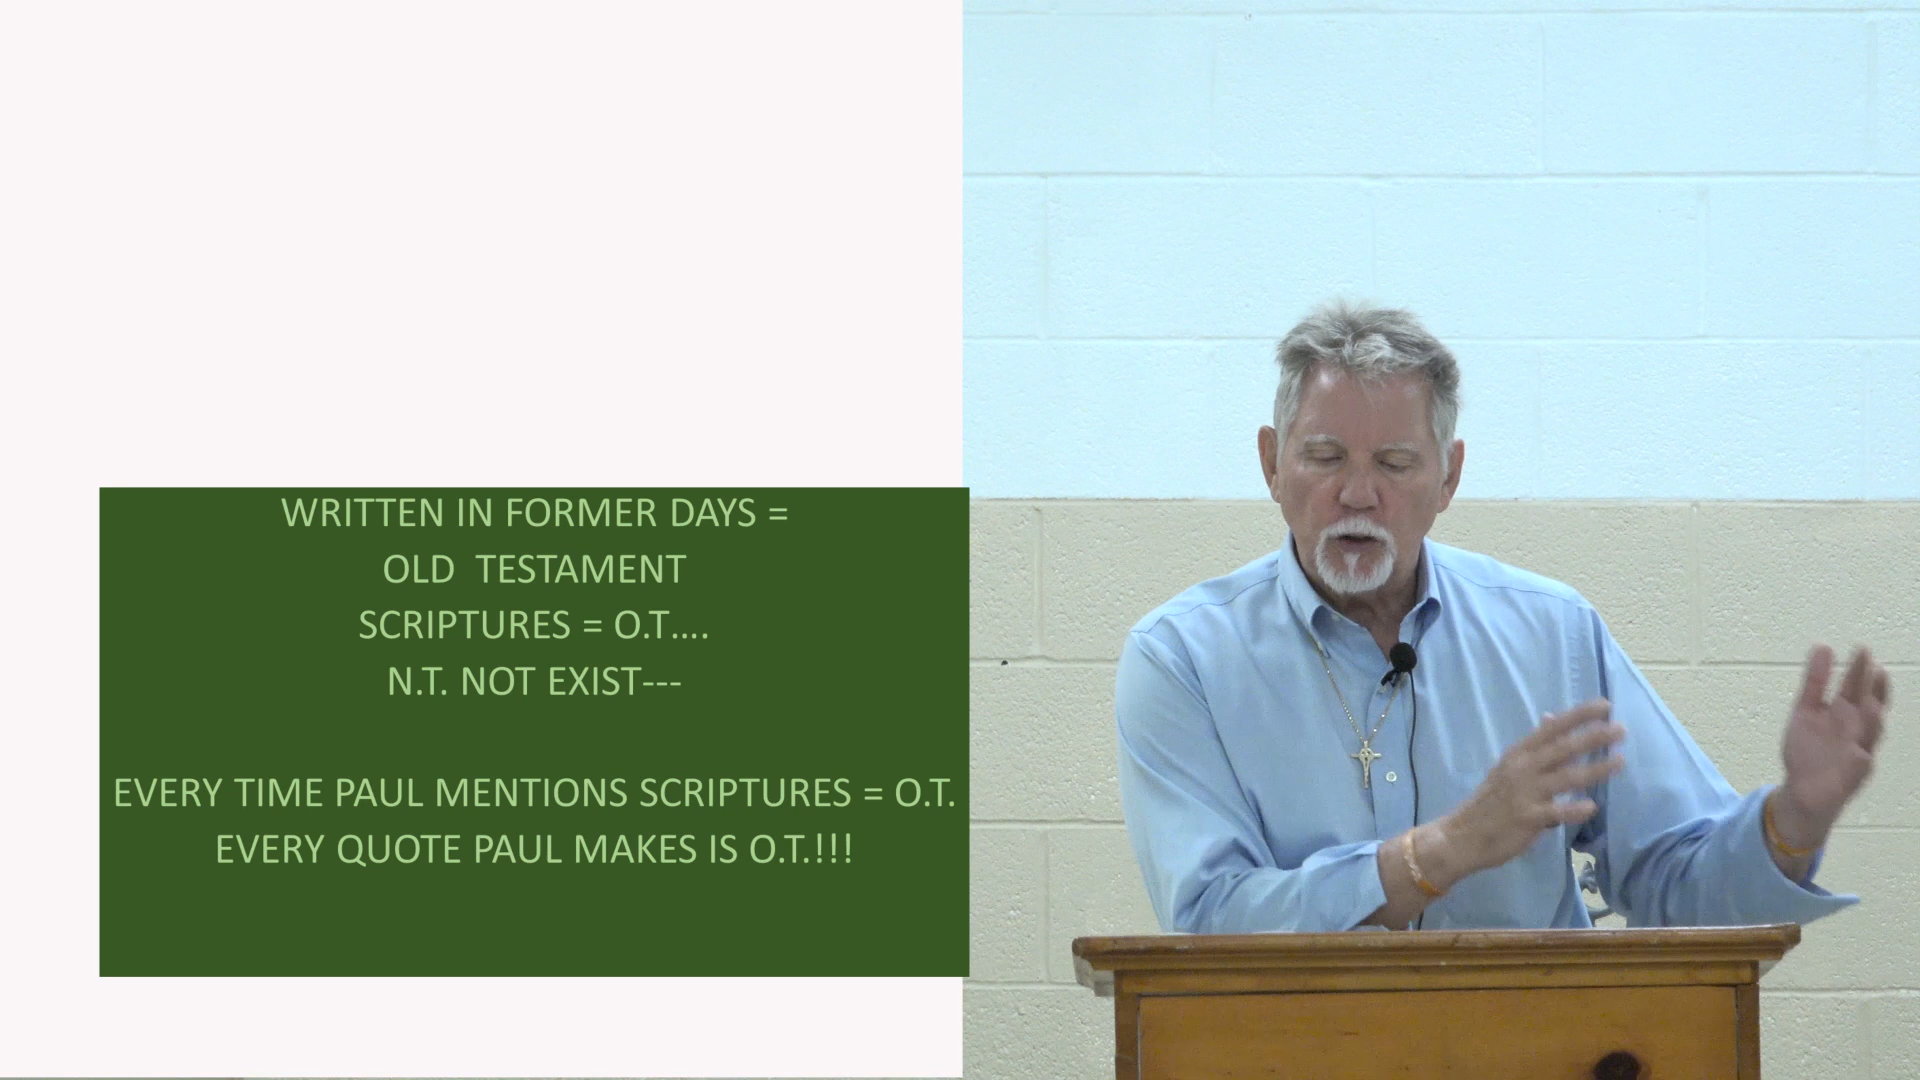 WRITTEN IN FORMER DAYS =
OLD  TESTAMENT
SCRIPTURES = O.T....
N.T. NOT EXIST---
EVERY TIME PAUL MENTIONS SCRIPTURES = O.T.
EVERY QUOTE PAUL MAKES IS O.T.!!!